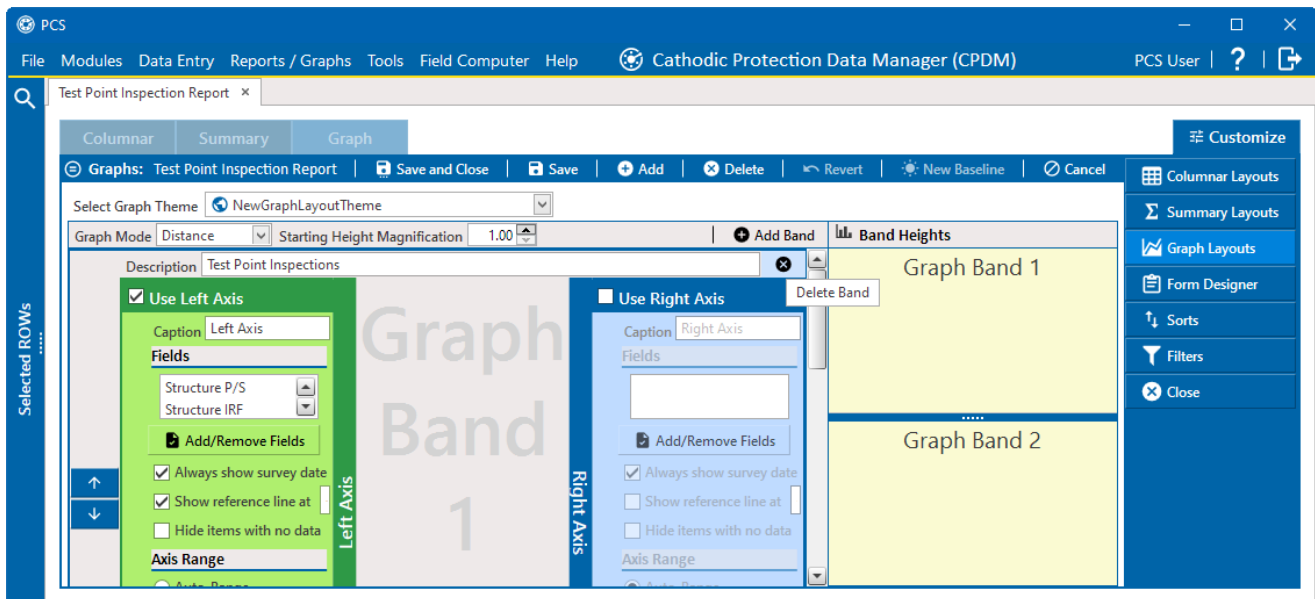 PCS
File Modules Data Entry Reports / Graphs Tools Field Computer Help Cathodic Protection Data Manager (CPDM) PCS User ?
Test Point Inspection Report ×
Selected ROWs
Columnar Summary Graph Customize
Graphs: Test Point Inspection Report Save and Close Save Add Delete Revert New Baseline Cancel
Select Graph Theme NewGraphLayoutTheme
Graph Mode Distance Starting Height Magnification 1.00 Add Band Band Heights
Description Test Point Inspections
Delete Band
Use Left Axis
Caption Left Axis
Fields
Structure P/S
Structure IRF
Add/Remove Fields
Always show survey date
Show reference line at
Hide items with no data
Axis Range
Auto-Range
Left Axis
Graph
Band
1
Right Axis
Use Right Axis
Caption Right Axis
Fields
Add/Remove Fields
Always show survey date
Show reference line at
Hide items with no data
Axis Range
Auto-Range
Graph Band 1
Graph Band 2
Columnar Layouts
Σ Summary Layouts
Graph Layouts
Form Designer
Sorts
Filters
Close